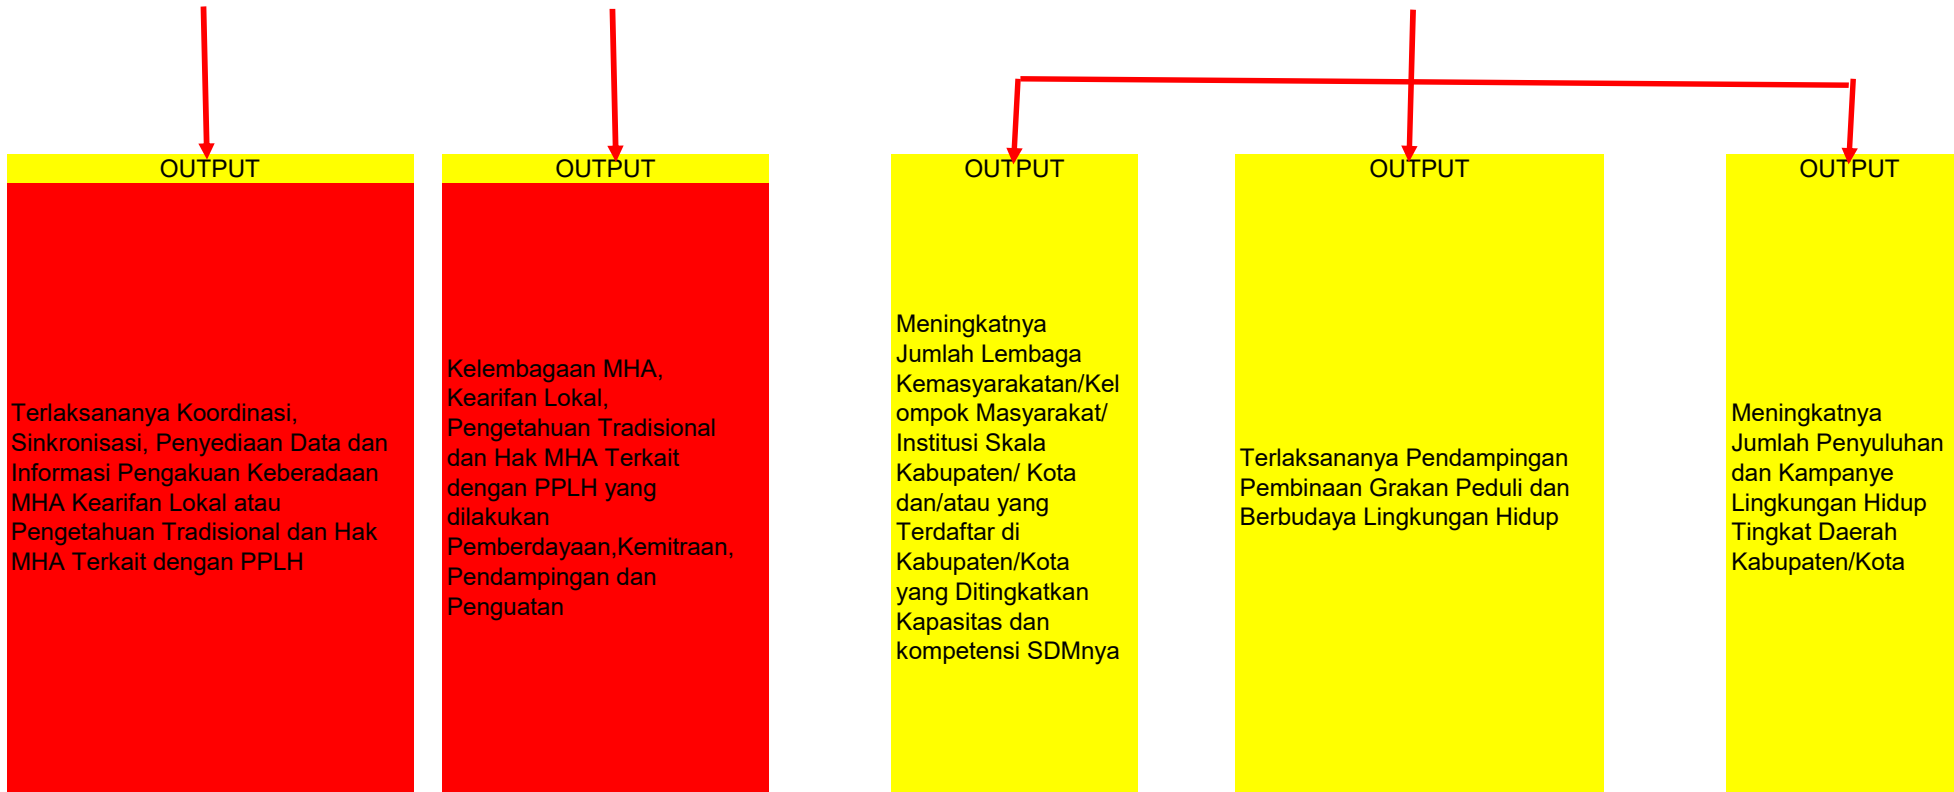 OUTPUT
Terlaksananya Koordinasi,
Sinkronisasi, Penyediaan Data dan
Informasi Pengakuan Keberadaan
MHA Kearifan Lokal atau
Pengetahuan Tradisional dan Hak
MHA Terkait dengan PPLH
OUTPUT
Kelembagaan MHA,
Kearifan Lokal,
Pengetahuan Tradisional
dan Hak MHA Terkait
dengan PPLH yang
dilakukan
Pemberdayaan,Kemitraan,
Pendampingan dan
Penguatan
OUTPUT
Meningkatnya
Jumlah Lembaga
Kemasyarakatan/Kel
ompok Masyarakat/
Institusi Skala
Kabupaten/ Kota
dan/atau yang
Terdaftar di
Kabupaten/Kota
yang Ditingkatkan
Kapasitas dan
kompetensi SDMnya
OUTPUT
Terlaksananya Pendampingan
Pembinaan Grakan Peduli dan
Berbudaya Lingkungan Hidup
OUTPUT
Meningkatnya
Jumlah Penyuluhan
dan Kampanye
Lingkungan Hidup
Tingkat Daerah
Kabupaten/Kota